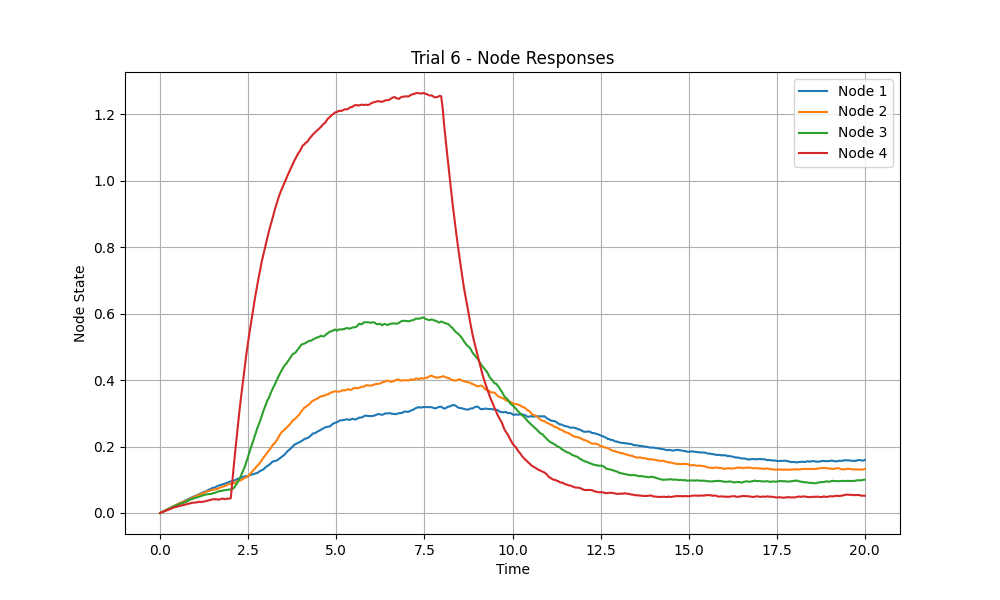 Trial 6 - Node Responses
Node 1
Node 2
Node 3
Node 4
Node State
1.2
1.0
0.8
0.6
0.4
0.2
0.0
0.0 2.5 5.0 7.5 10.0 12.5 15.0 17.5 20.0
Time